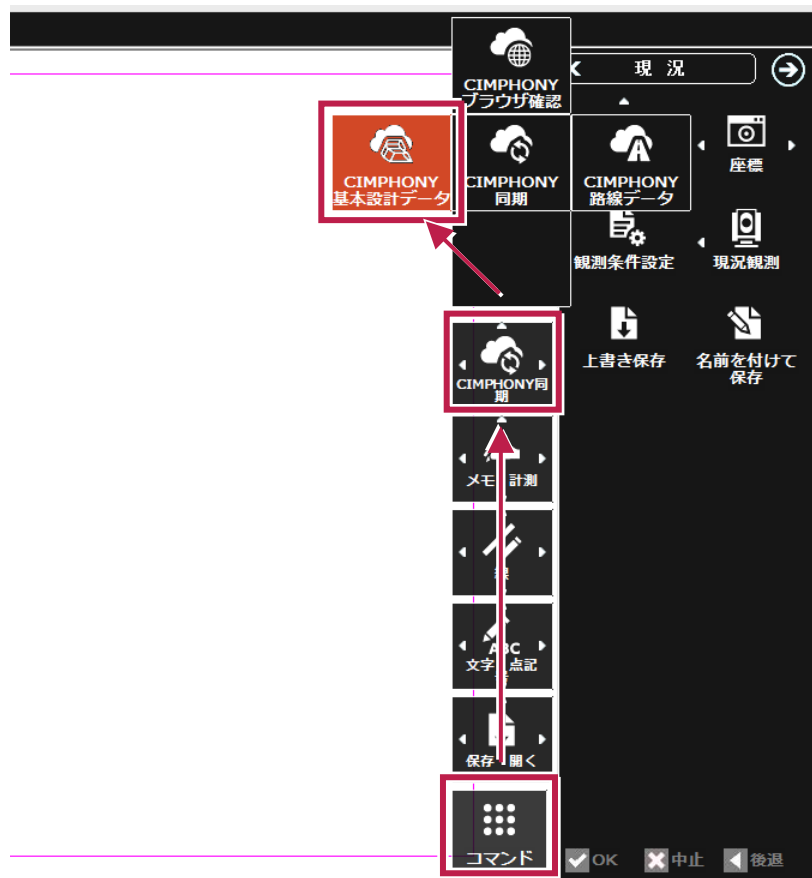 CIMPHONY
ブラウザ確認
現 況
CIMPHONY
基本設計データ
CIMPHONY
同期
CIMPHONY
路線データ
座標
観測条件設定
現況観測
上書き保存
名前を付けて
保存
CIMPHONY同
期
メモ 計測
線
ABC
文字 点記
号
保存 開く
コマンド
OK
中止
後退